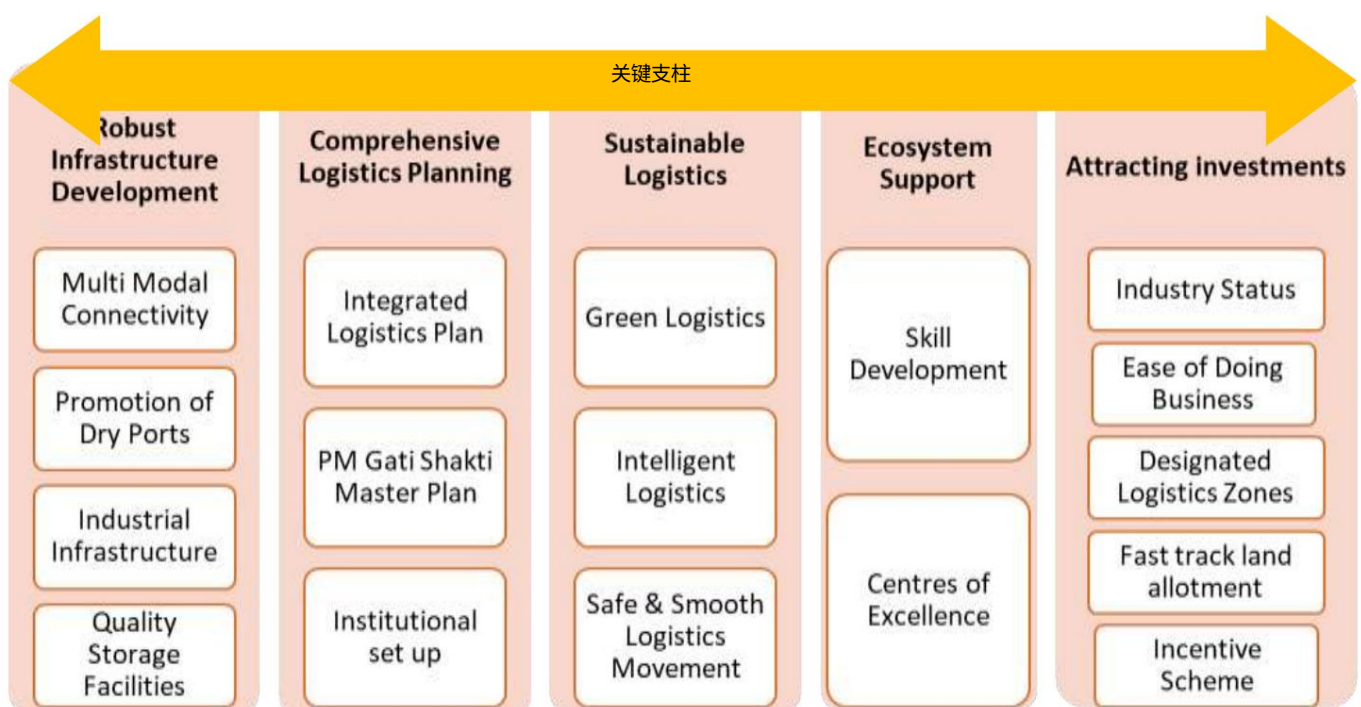 关键支柱
Robust
Infrastructure
Development
Multi Modal
Connectivity
Promotion of
Dry Ports
Industrial
Infrastructure
Quality
Storage
Facilities
Comprehensive
Logistics Planning
Integrated
Logistics Plan
PM Gati Shakti
Master Plan
Institutional
set up
Sustainable
Logistics
Green Logistics
Intelligent
Logistics
Safe & Smooth
Logistics
Movement
Ecosystem
Support
Skill
Development
Centres of
Excellence
Attracting investments
Industry Status
Ease of Doing
Business
Designated
Logistics Zones
Fast track land
allotment
Incentive
Scheme